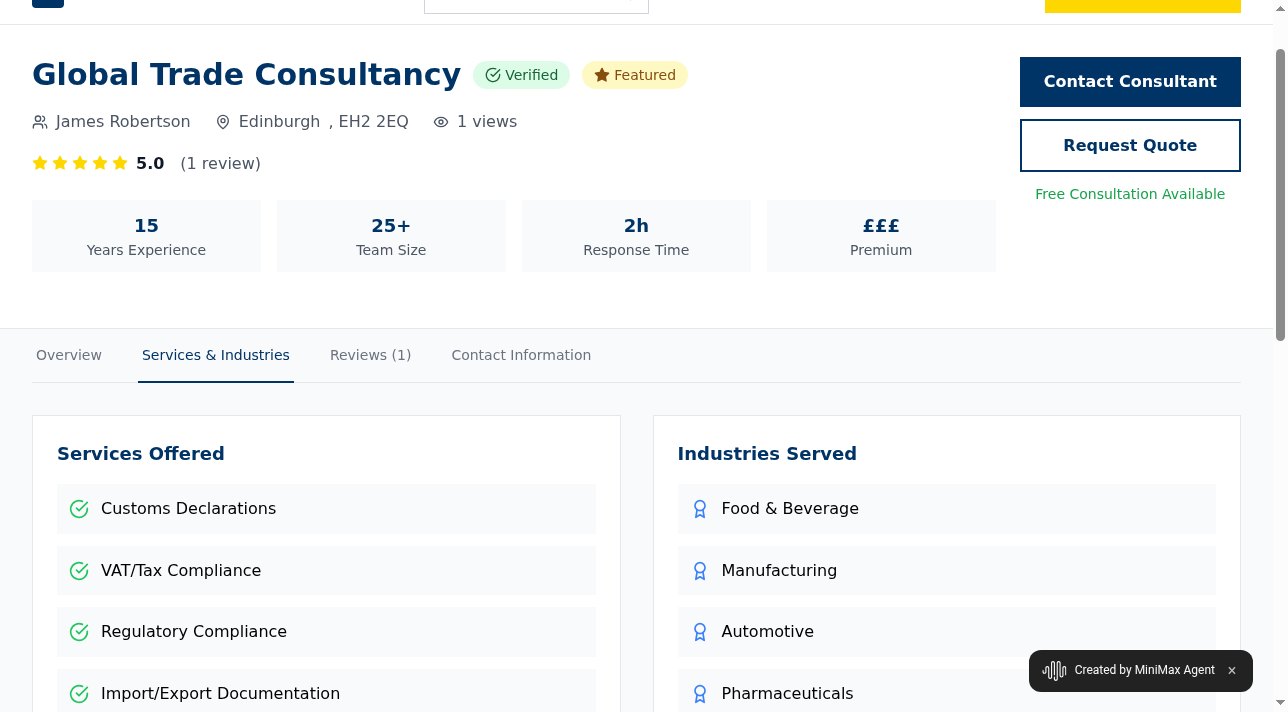 Global Trade Consultancy Verified Featured
James Robertson Edinburgh , EH2 2EQ 1 views
5.0 (1 review)
Contact Consultant
Request Quote
Free Consultation Available
15
Years Experience
25+
Team Size
2h
Response Time
£££
Premium
Overview Services & Industries Reviews (1) Contact Information
Services Offered
Customs Declarations
VAT/Tax Compliance
Regulatory Compliance
Import/Export Documentation
Industries Served
Food & Beverage
Manufacturing
Automotive
Pharmaceuticals
Created by MiniMax Agent ×